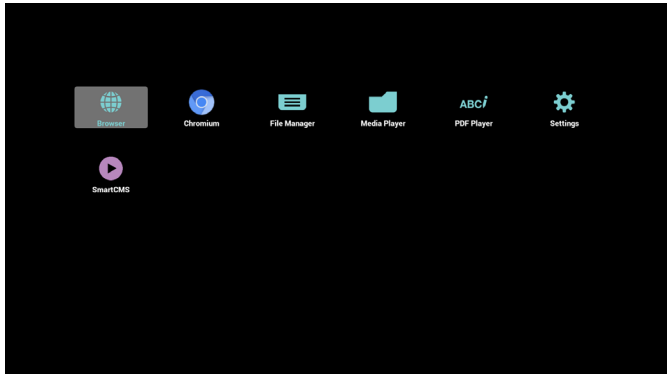 Browser
Chromium
File Manager
Media Player
ABCi
PDF Player
Settings
SmartCMS